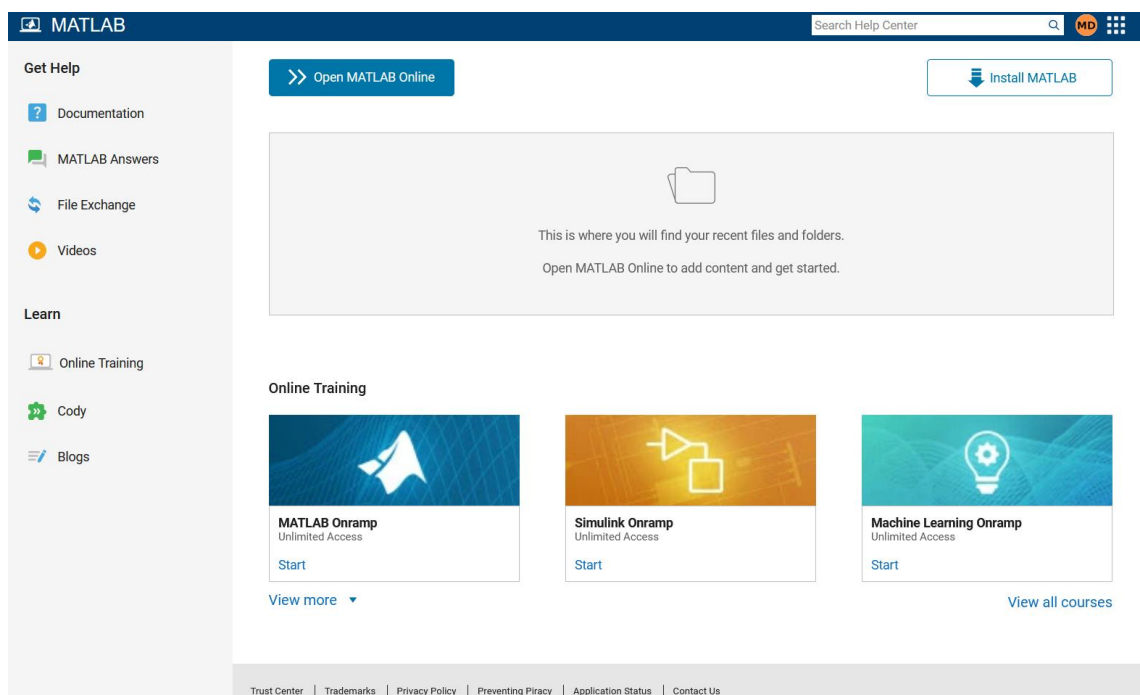 MATLAB
Search Help Center
MD
Get Help
Documentation
MATLAB Answers
File Exchange
Videos
Learn
Online Training
Cody
Blogs
Open MATLAB Online
Install MATLAB
This is where you will find your recent files and folders.
Open MATLAB Online to add content and get started.
Online Training
MATLAB Onramp
Unlimited Access
Start
Simulink Onramp
Unlimited Access
Start
Machine Learning Onramp
Unlimited Access
Start
View more
View all courses
Trust Center | Trademarks | Privacy Policy | Preventing Piracy | Application Status | Contact Us